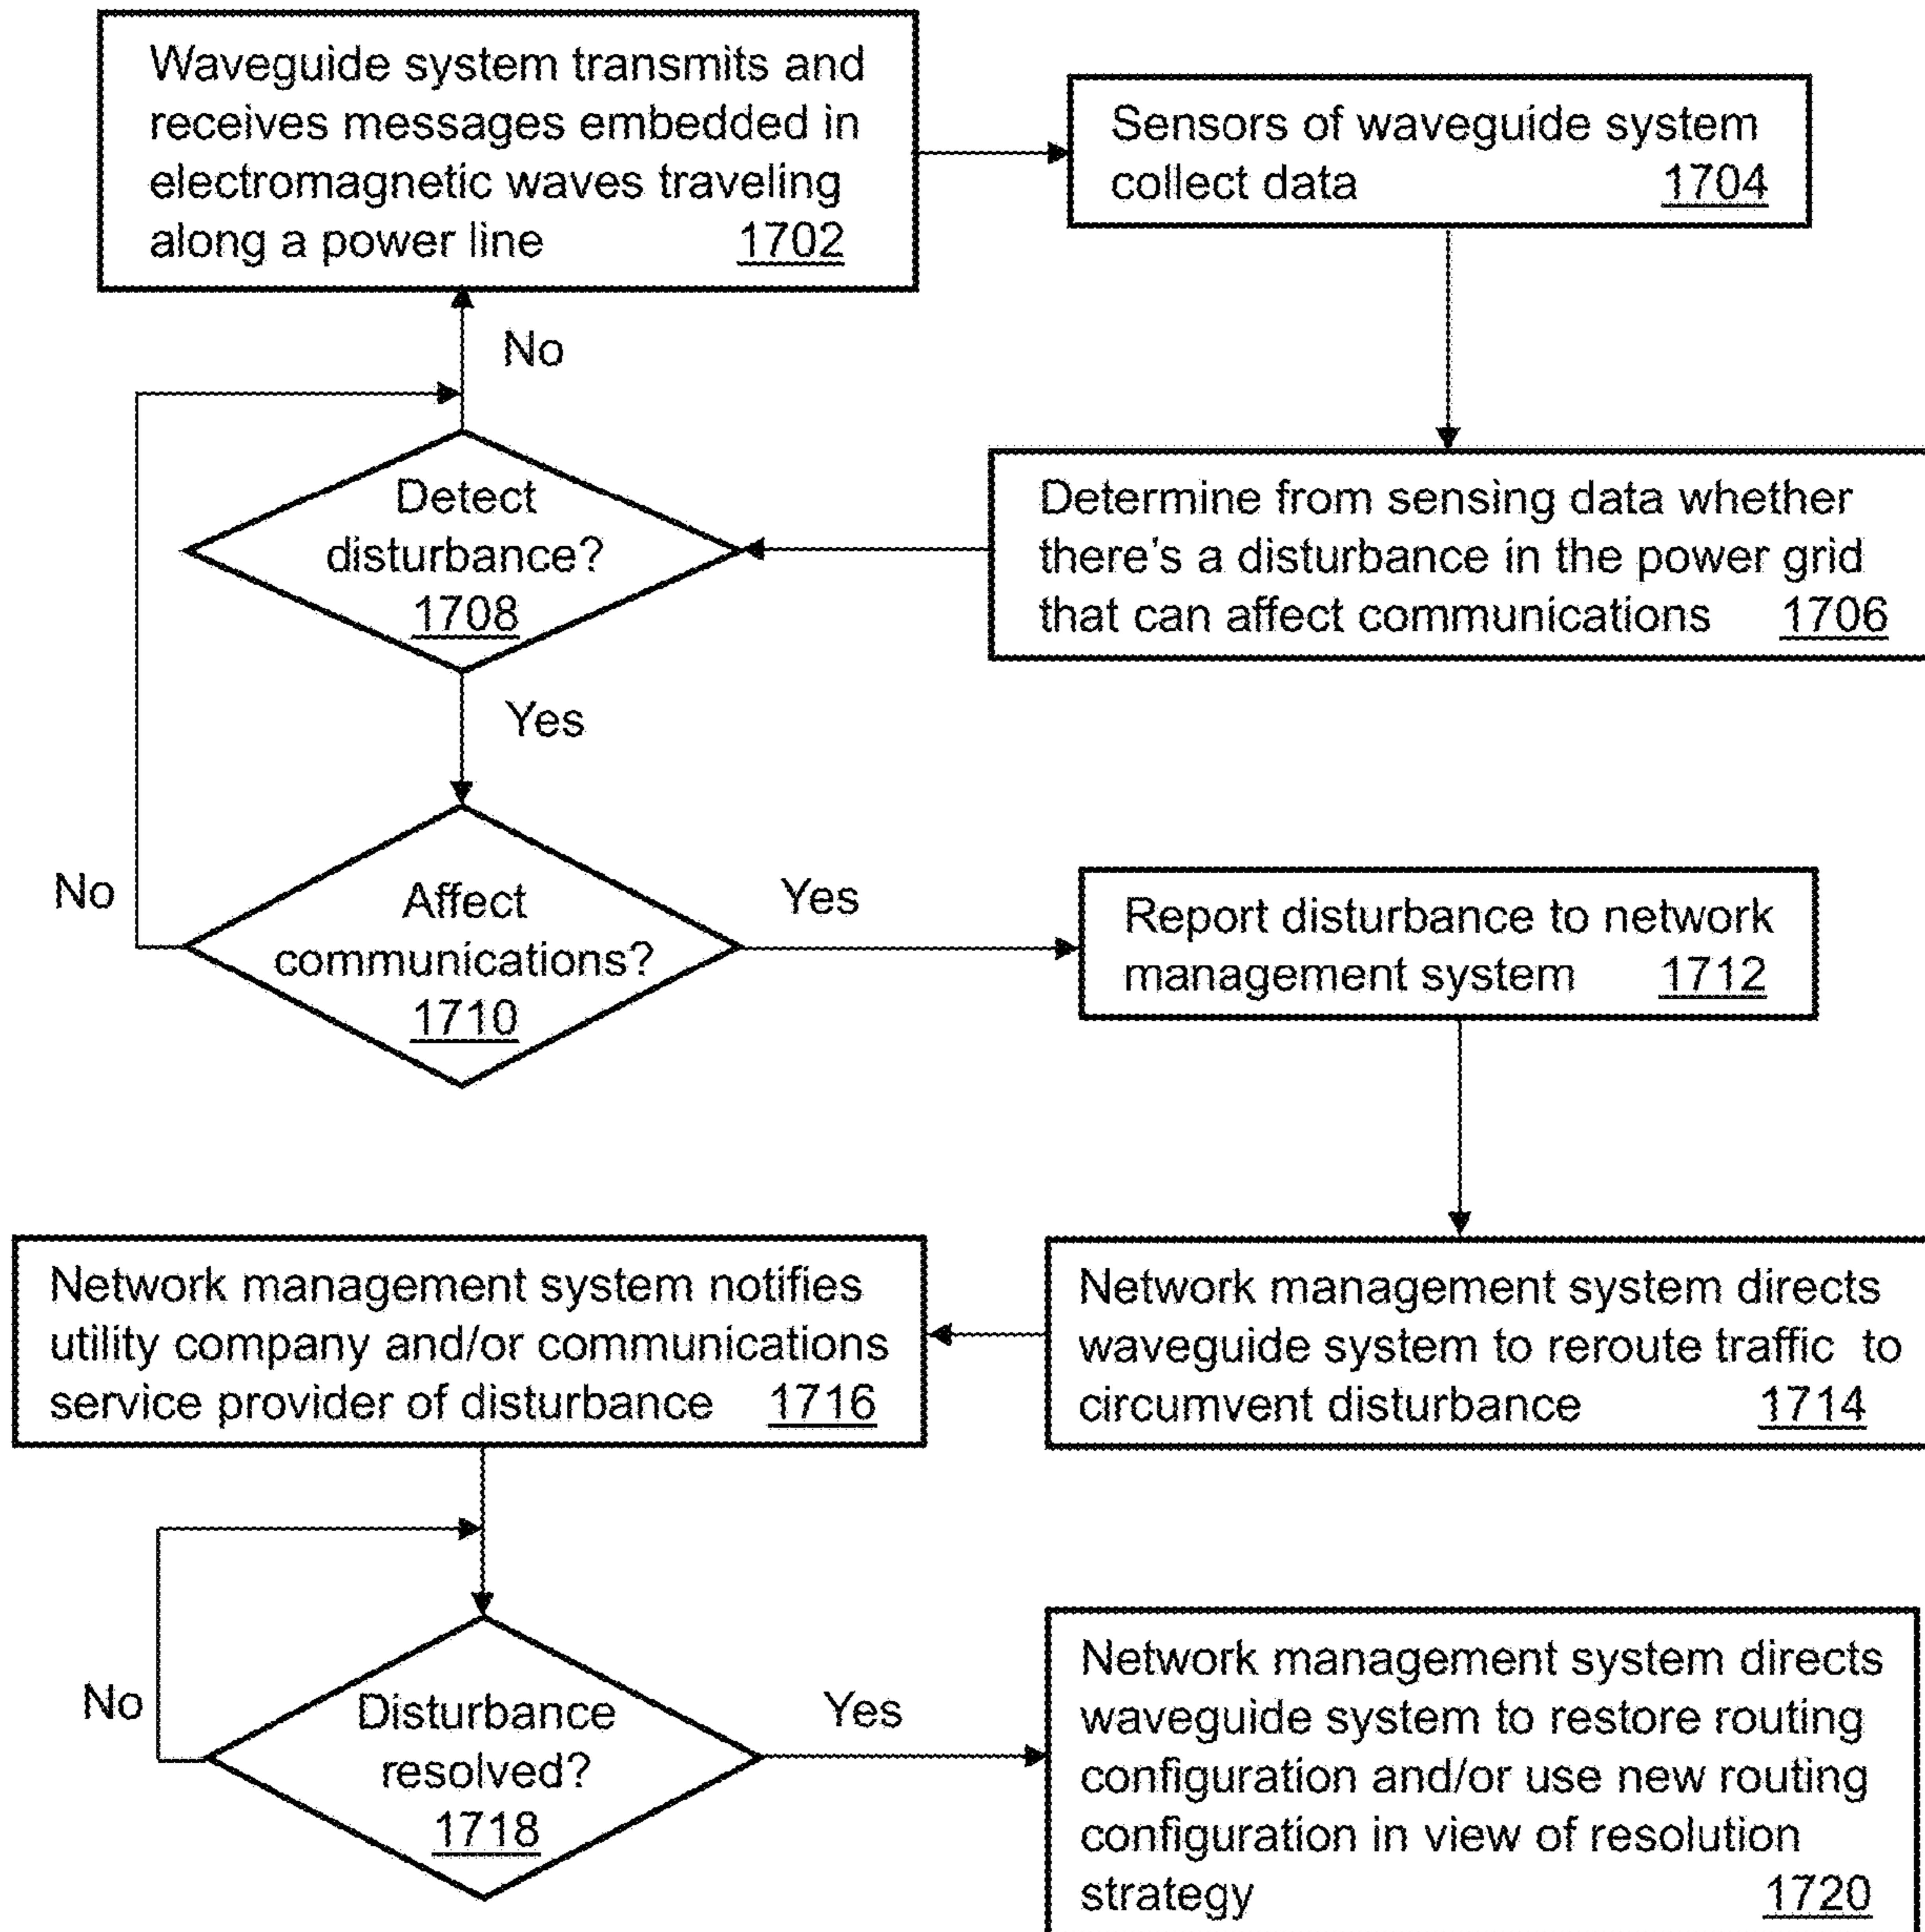 Waveguide system transmits and
receives messages embedded in
electromagnetic waves traveling
along a power line 1702
Sensors of waveguide system
collect data 1704
No
Detect
disturbance?
1708
Determine from sensing data whether
there's a disturbance in the power grid
that can affect communications 1706
Yes
No
Affect
communications?
1710
Yes
Report disturbance to network
management system 1712
Network management system notifies
utility company and/or communications
service provider of disturbance 1716
Network management system directs
waveguide system to reroute traffic to
circumvent disturbance 1714
No
Disturbance
resolved?
1718
Yes
Network management system directs
waveguide system to restore routing
configuration and/or use new routing
configuration in view of resolution
strategy 1720